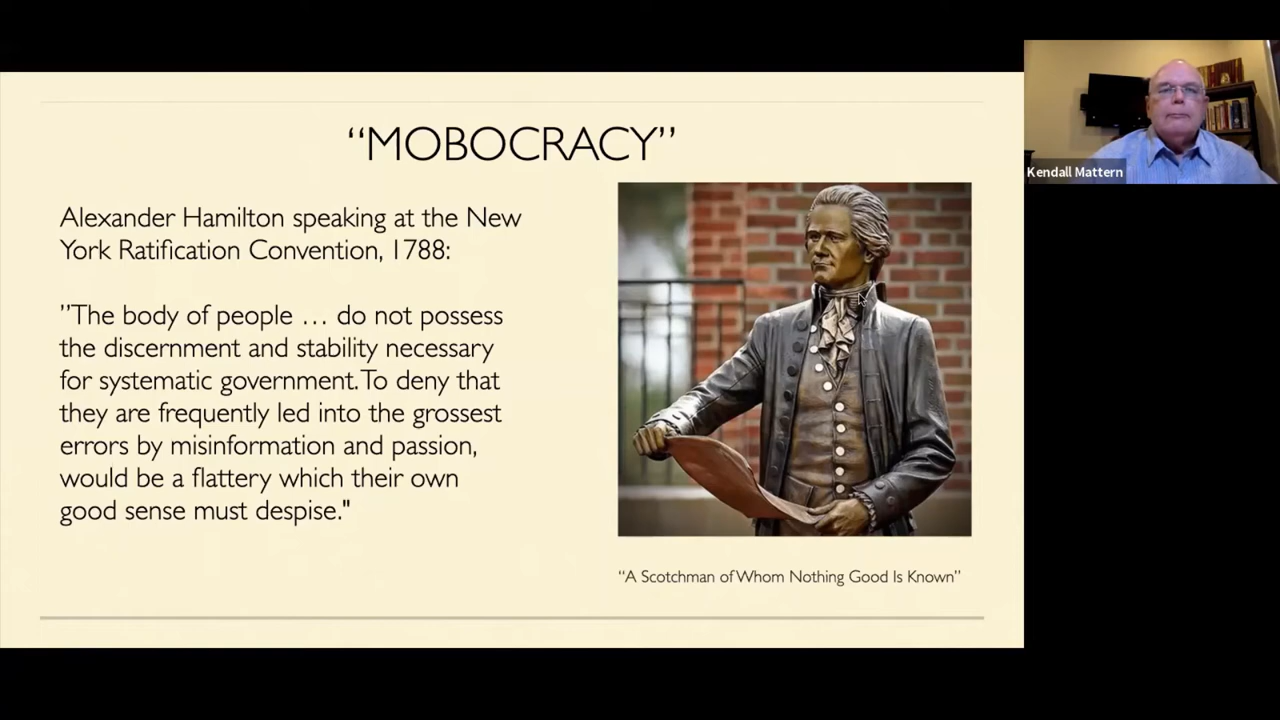 “MOBOCRACY”
Alexander Hamilton speaking at the New
York Ratification Convention, 1788:
”The body of people … do not possess
the discernment and stability necessary
for systematic government. To deny that
they are frequently led into the grossest
errors by misinformation and passion,
would be a flattery which their own
good sense must despise."
“A Scotchman of Whom Nothing Good Is Known”
Kendall Mattern